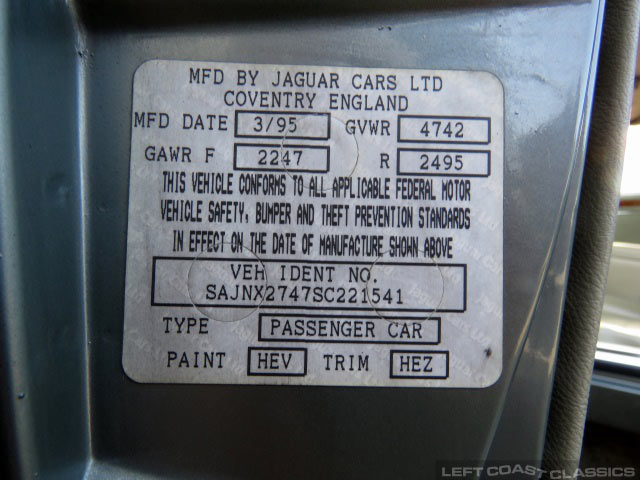 MFD BY JAGUAR CARS LTD
COVENTRY ENGLAND
MFD DATE 3/95 GVWR 4742
GAWR F 2247 R 2495
THIS VEHICLE CONFORMS TO ALL APPLICABLE FEDERAL MOTOR
VEHICLE SAFETY, BUMPER AND THEFT PREVENTION STANDARDS
IN EFFECT ON THE DATE OF MANUFACTURE SHOWN ABOVE
VEH IDENT NO.
SAJNX2747SC221541
TYPE PASSENGER CAR
PAINT HEV TRIM HEZ
LEFT COAST CLASSICS